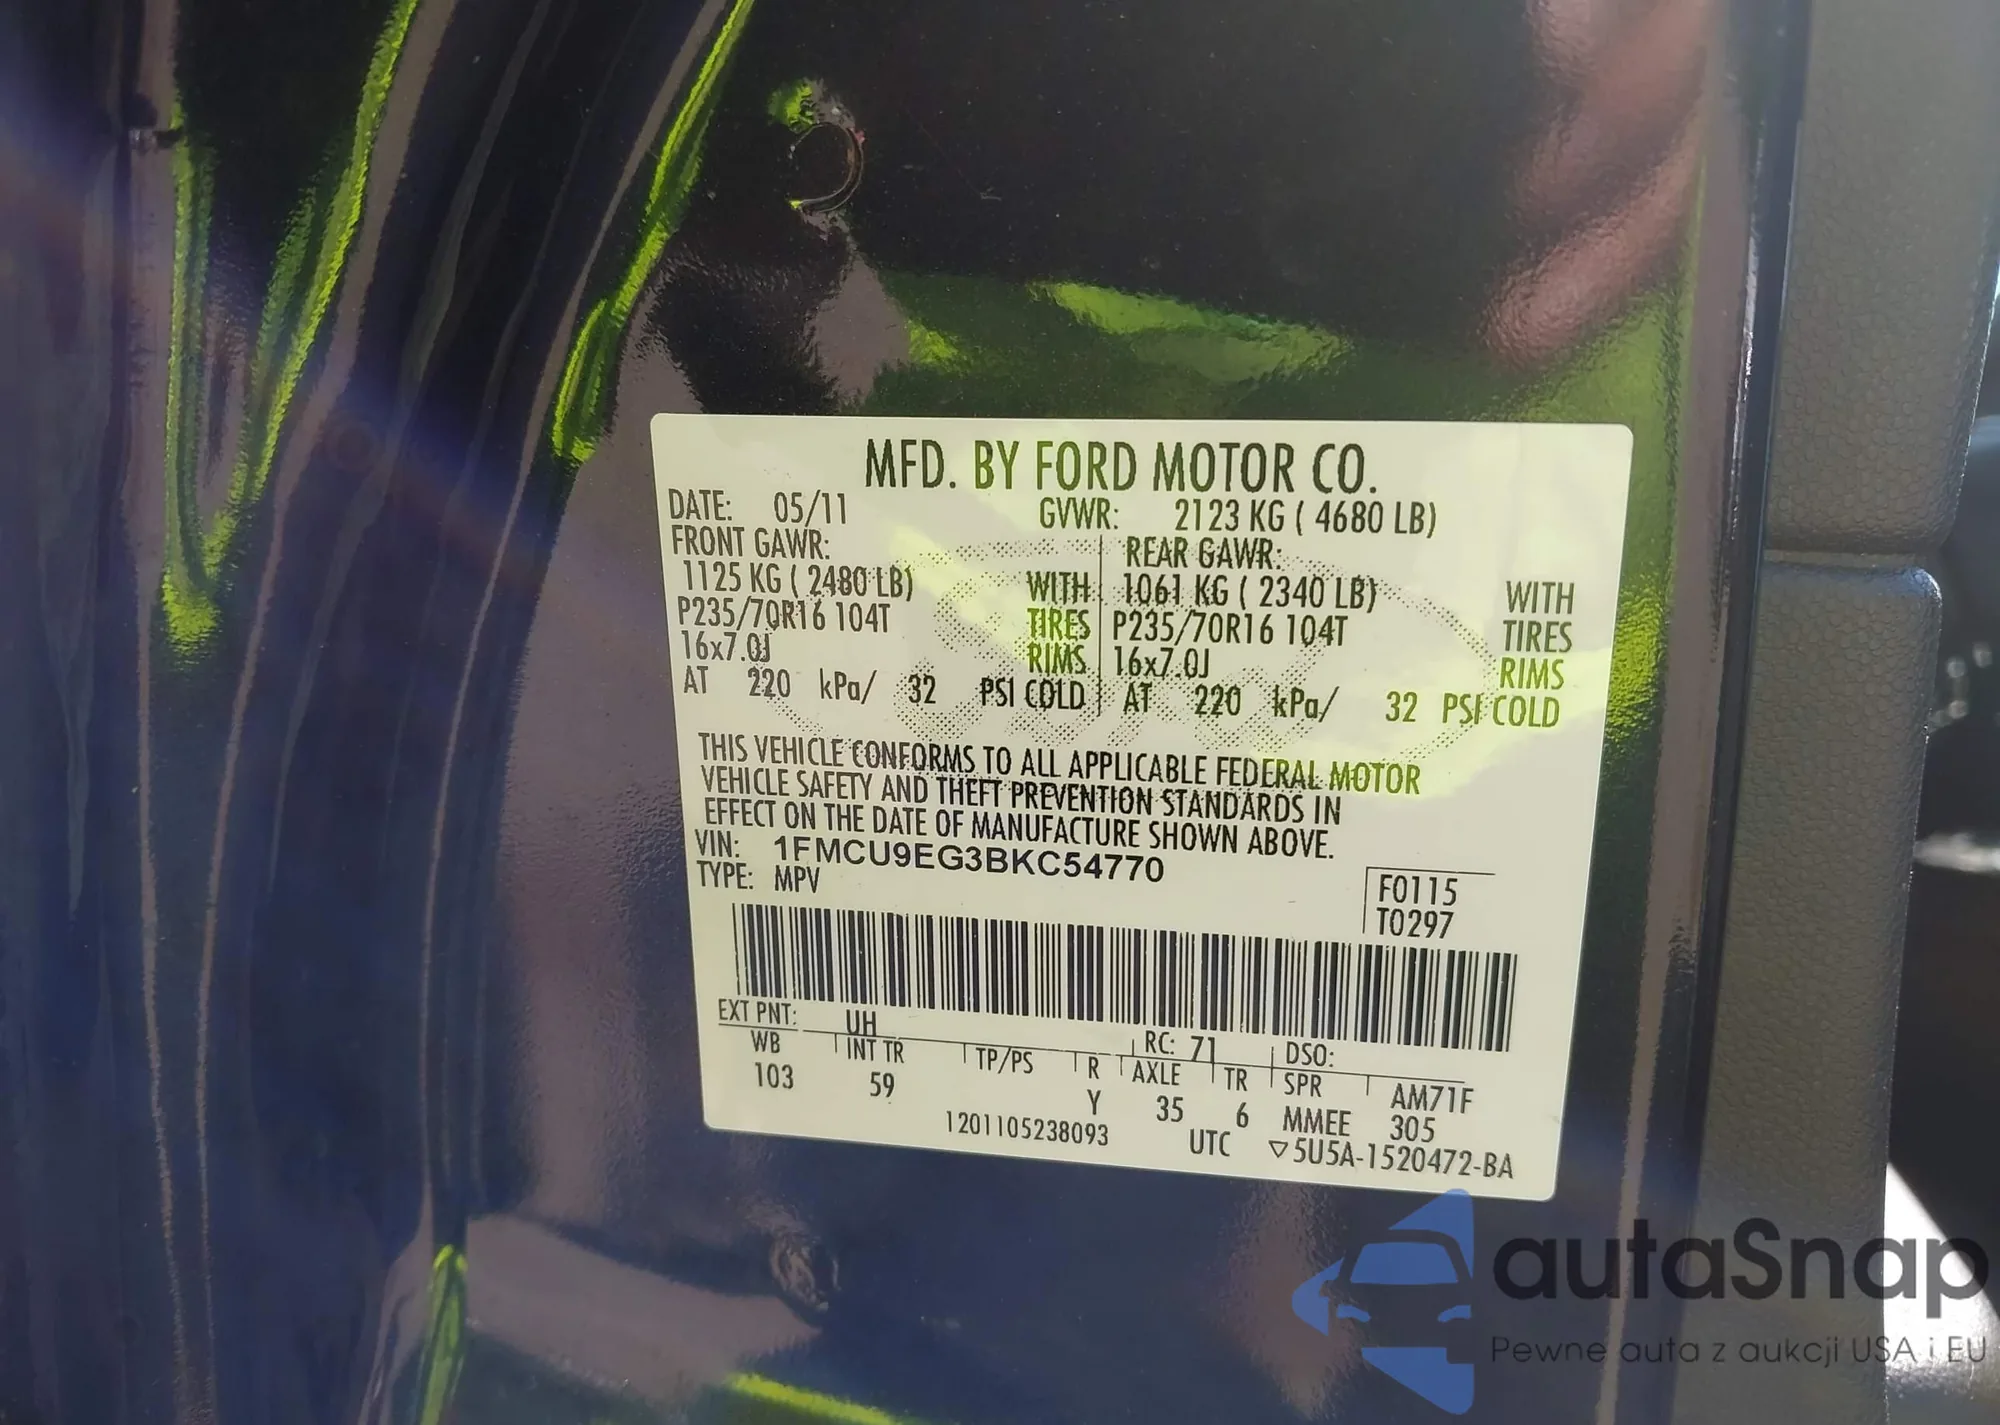 MFD. BY FORD MOTOR CO.
DATE: 05/11 GVWR: 2123 KG ( 4680 LB)
FRONT GAWR: REAR GAWR:
1125 KG ( 2480 LB) WITH 1061 KG ( 2340 LB) WITH
P235/70R16 104T TIRES P235/70R16 104T TIRES
16x7.0J RIMS 16x7.0J RIMS
AT 220 kPa/ 32 PSI COLD AT 220 kPa/ 32 PSI COLD
THIS VEHICLE CONFORMS TO ALL APPLICABLE FEDERAL MOTOR
VEHICLE SAFETY AND THEFT PREVENTION STANDARDS IN
EFFECT ON THE DATE OF MANUFACTURE SHOWN ABOVE.
VIN: 1FMCU9EG3BKC54770
TYPE: MPV F0115
T0297
EXT PNT: UH RC: 71 DSO:
WB INT TR TP/PS R AXLE TR SPR AM71F
103 59 Y 35 6 MMEE 305
1201105238093 UTC ▽5U5A-1520472-BA
autaSnap
Pewne auta z aukcji USA i EU